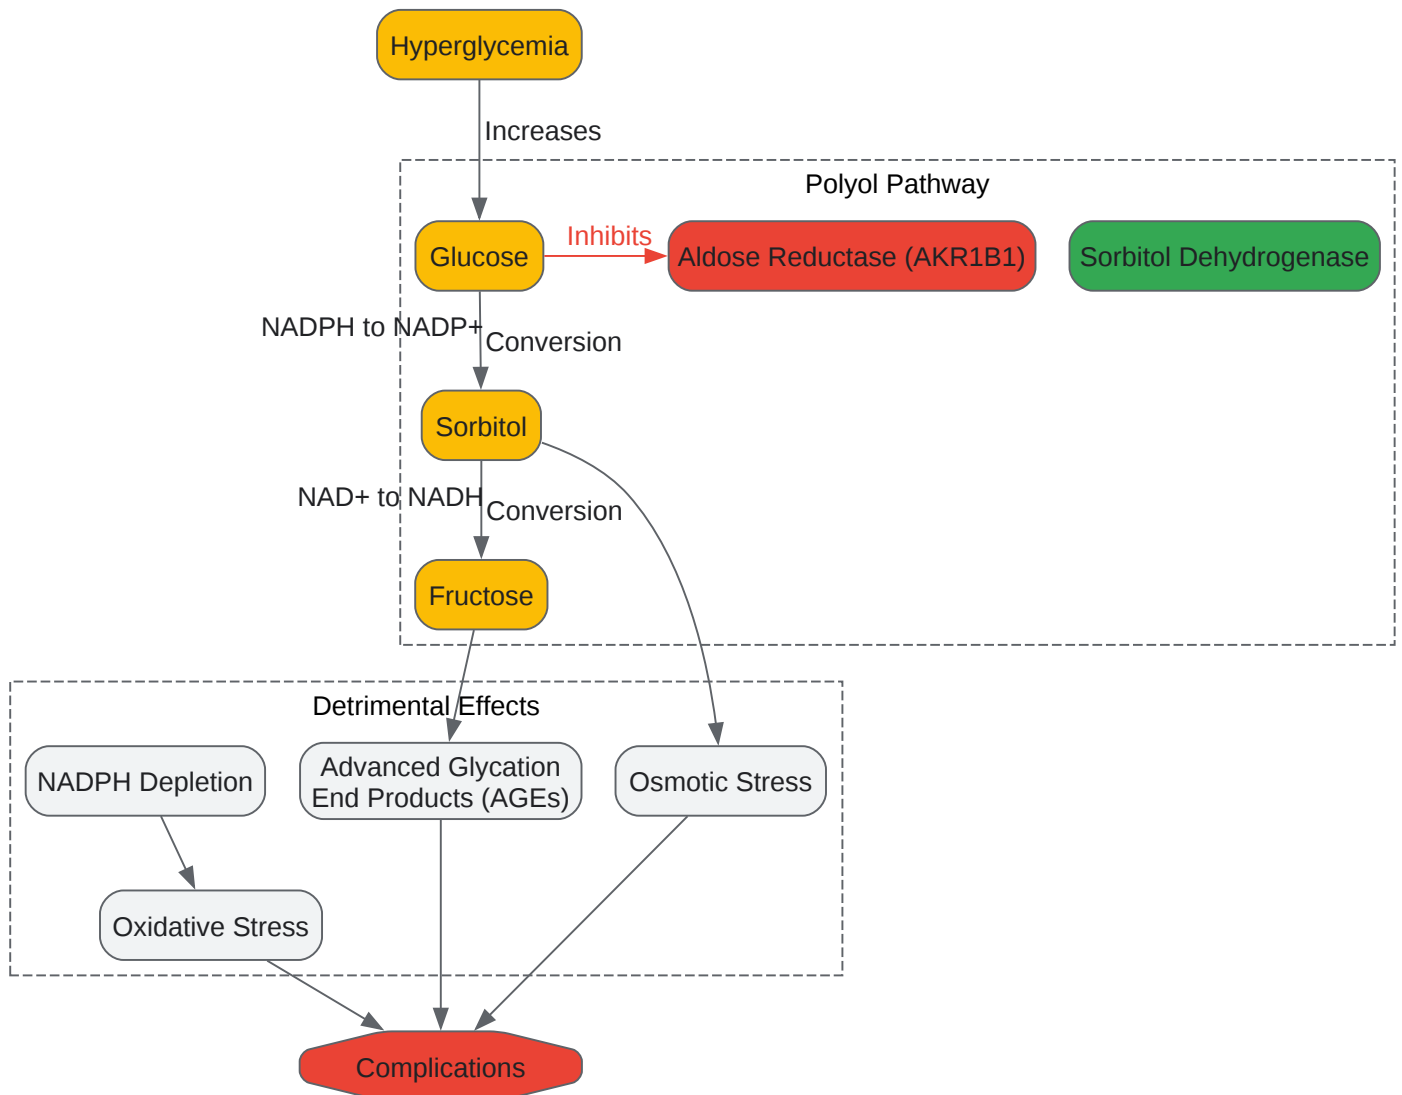 Hyperglycemia
Increases
Polyol Pathway
Glucose
Inhibits
Aldose Reductase (AKR1B1)
Sorbitol Dehydrogenase
NADPH to NADP+
Conversion
Sorbitol
NAD+ to NADH
Conversion
Fructose
Detrimental Effects
NADPH Depletion
Advanced Glycation
End Products (AGEs)
Osmotic Stress
Oxidative Stress
Complications